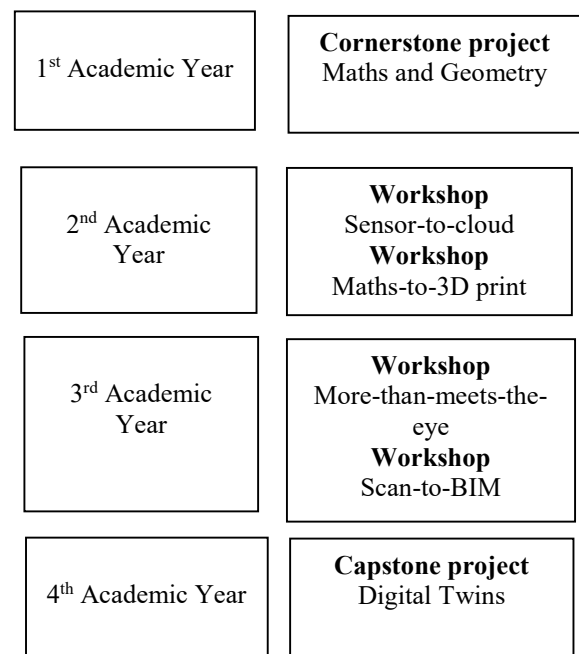 1st Academic Year
Cornerstone project
Maths and Geometry
2nd Academic
Year
Workshop
Sensor-to-cloud
Workshop
Maths-to-3D print
3rd Academic
Year
Workshop
More-than-meets-the-
eye
Workshop
Scan-to-BIM
4th Academic Year
Capstone project
Digital Twins